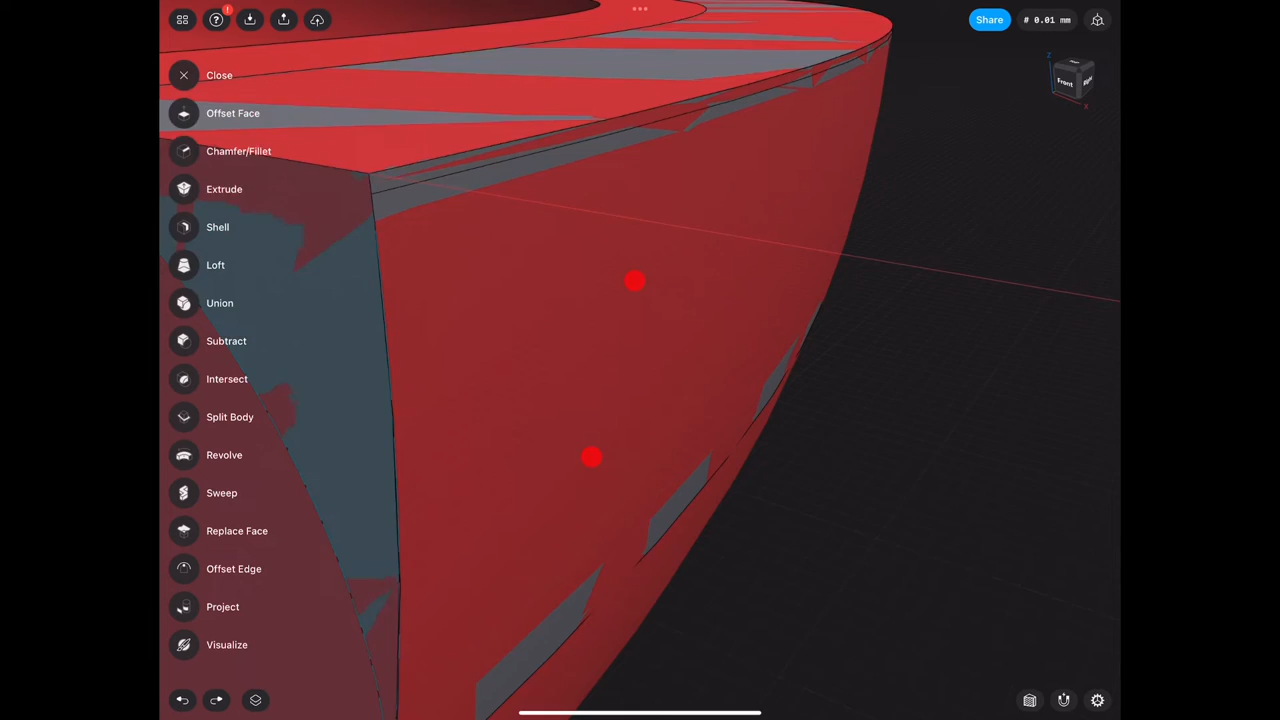 !
Share
# 0.01 mm
Close
Offset Face
Chamfer/Fillet
Extrude
Shell
Loft
Union
Subtract
Intersect
Split Body
Revolve
Sweep
Replace Face
Offset Edge
Project
Visualize
Z
Front
Right
X